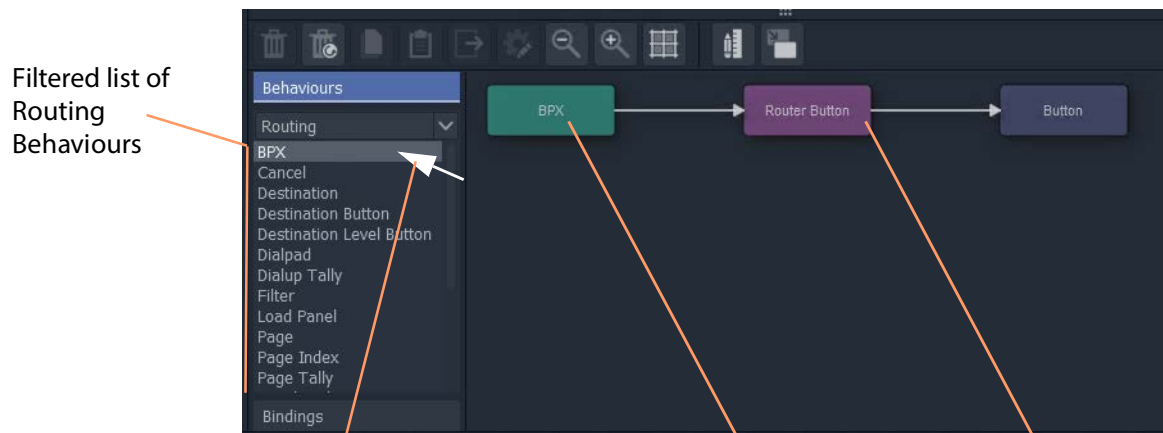 Filtered list of
Routing
Behaviours
Behaviours
Routing
BPX
Cancel
Destination
Destination Button
Destination Level Button
Dialpad
Dialup Tally
Filter
Load Panel
Page
Page Index
Page Tally
Bindings
BPX
Router Button
Button